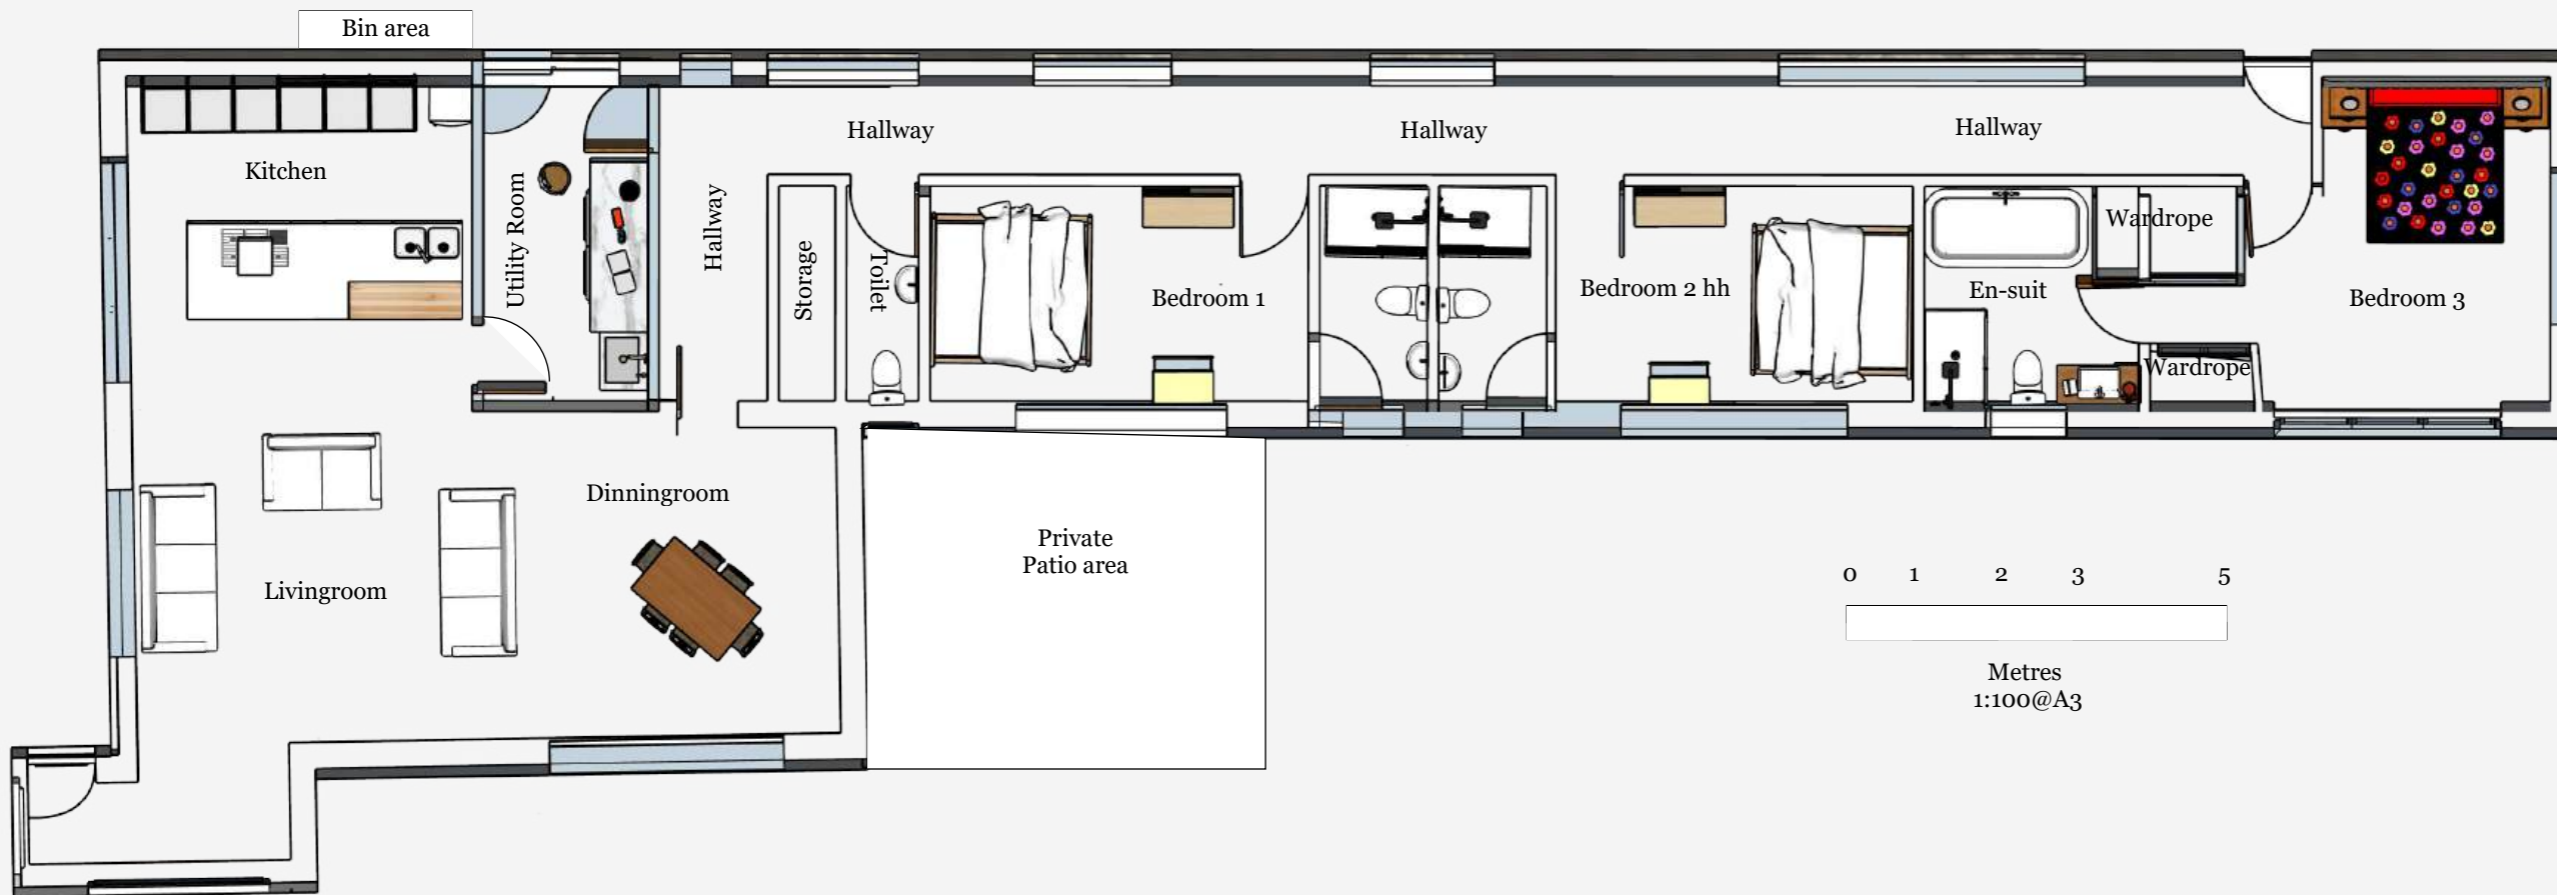 Bin area
Kitchen
Utility Room
Hallway
Hallway
Hallway
Hallway
Storage
Toilet
Bedroom 1
Bedroom 2 hh
En-suit
Wardrope
Wardrope
Bedroom 3
Livingroom
Dinningroom
Private
Patio area
0 1 2 3 5
Metres
1:100@A3